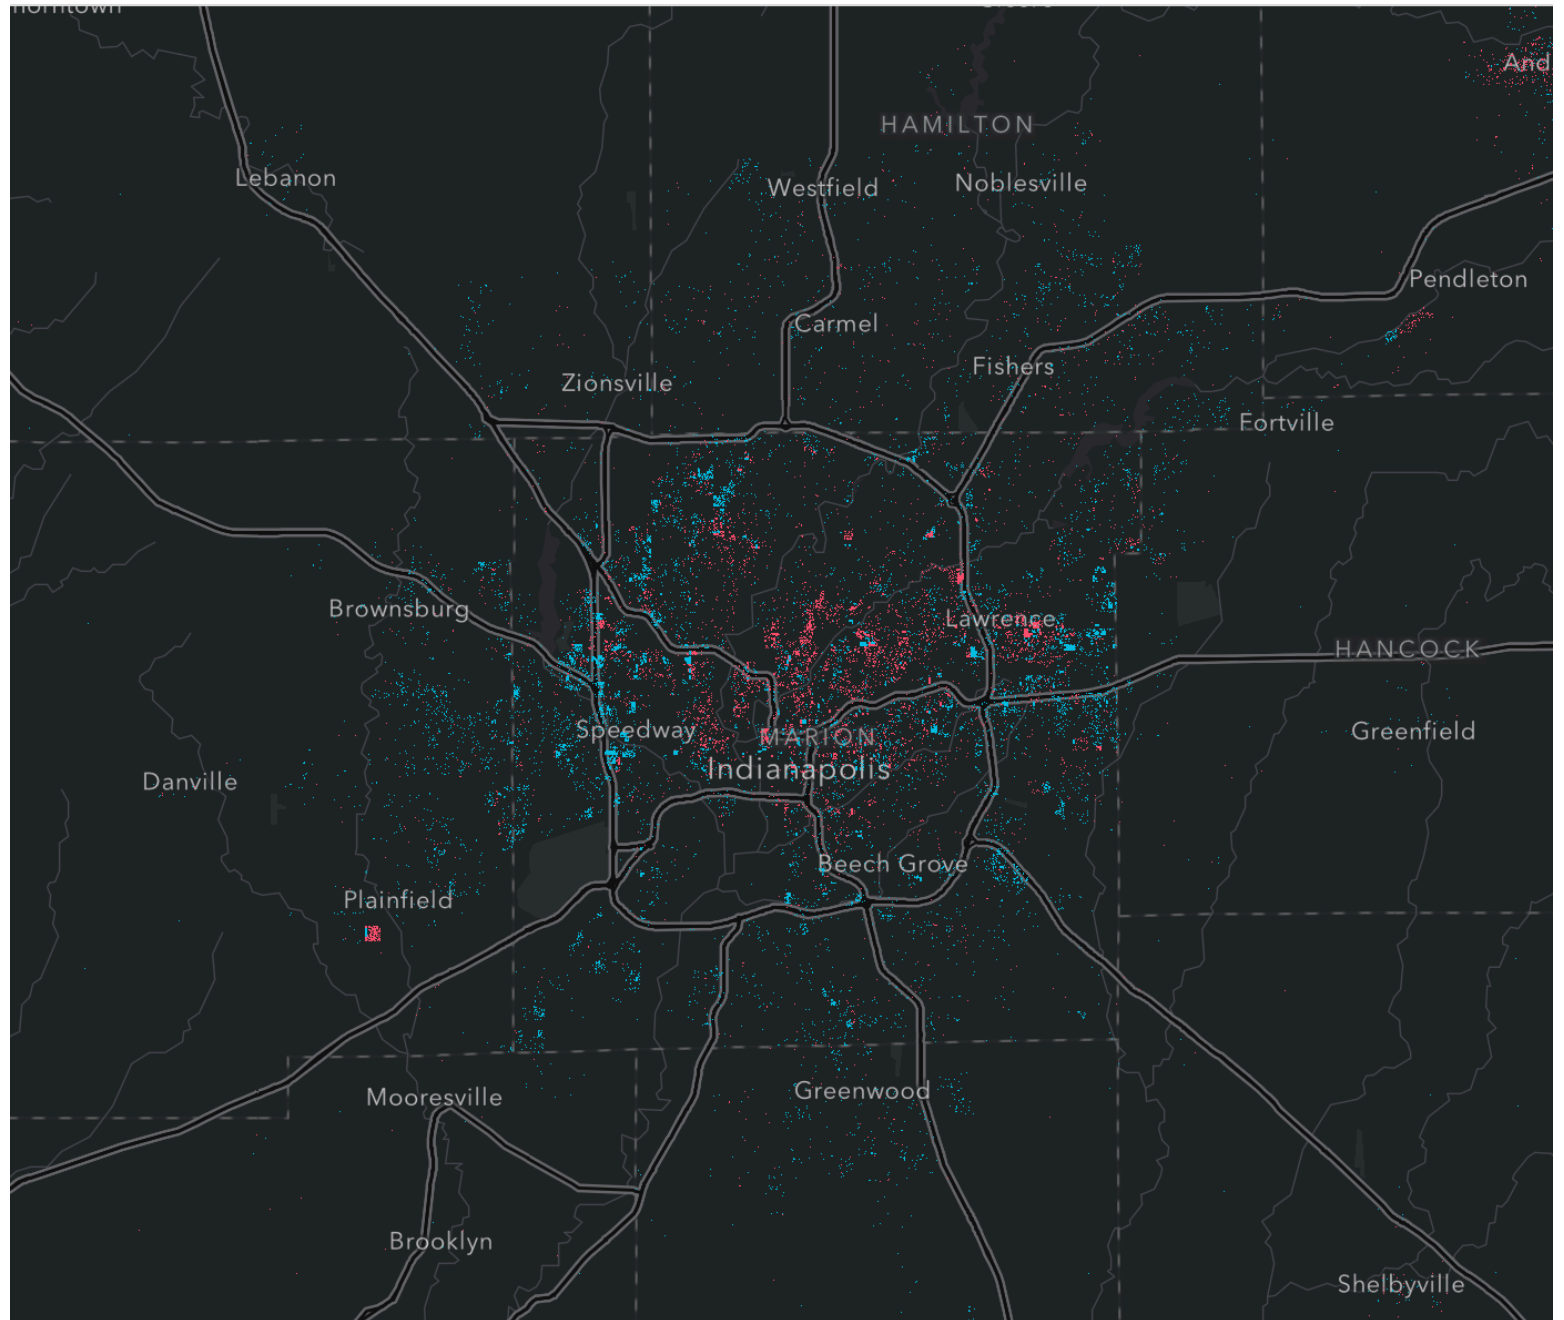 HAMILTON
Lebanon
Westfield
Noblesville
Pendleton
Carmel
Fishers
Zionsville
Fortville
Brownsburg
Lawrence
HANCOCK
Speedway
MARION
Greenfield
Indianapolis
Danville
Beech Grove
Plainfield
Greenwood
Mooresville
Brooklyn
Shelbyville